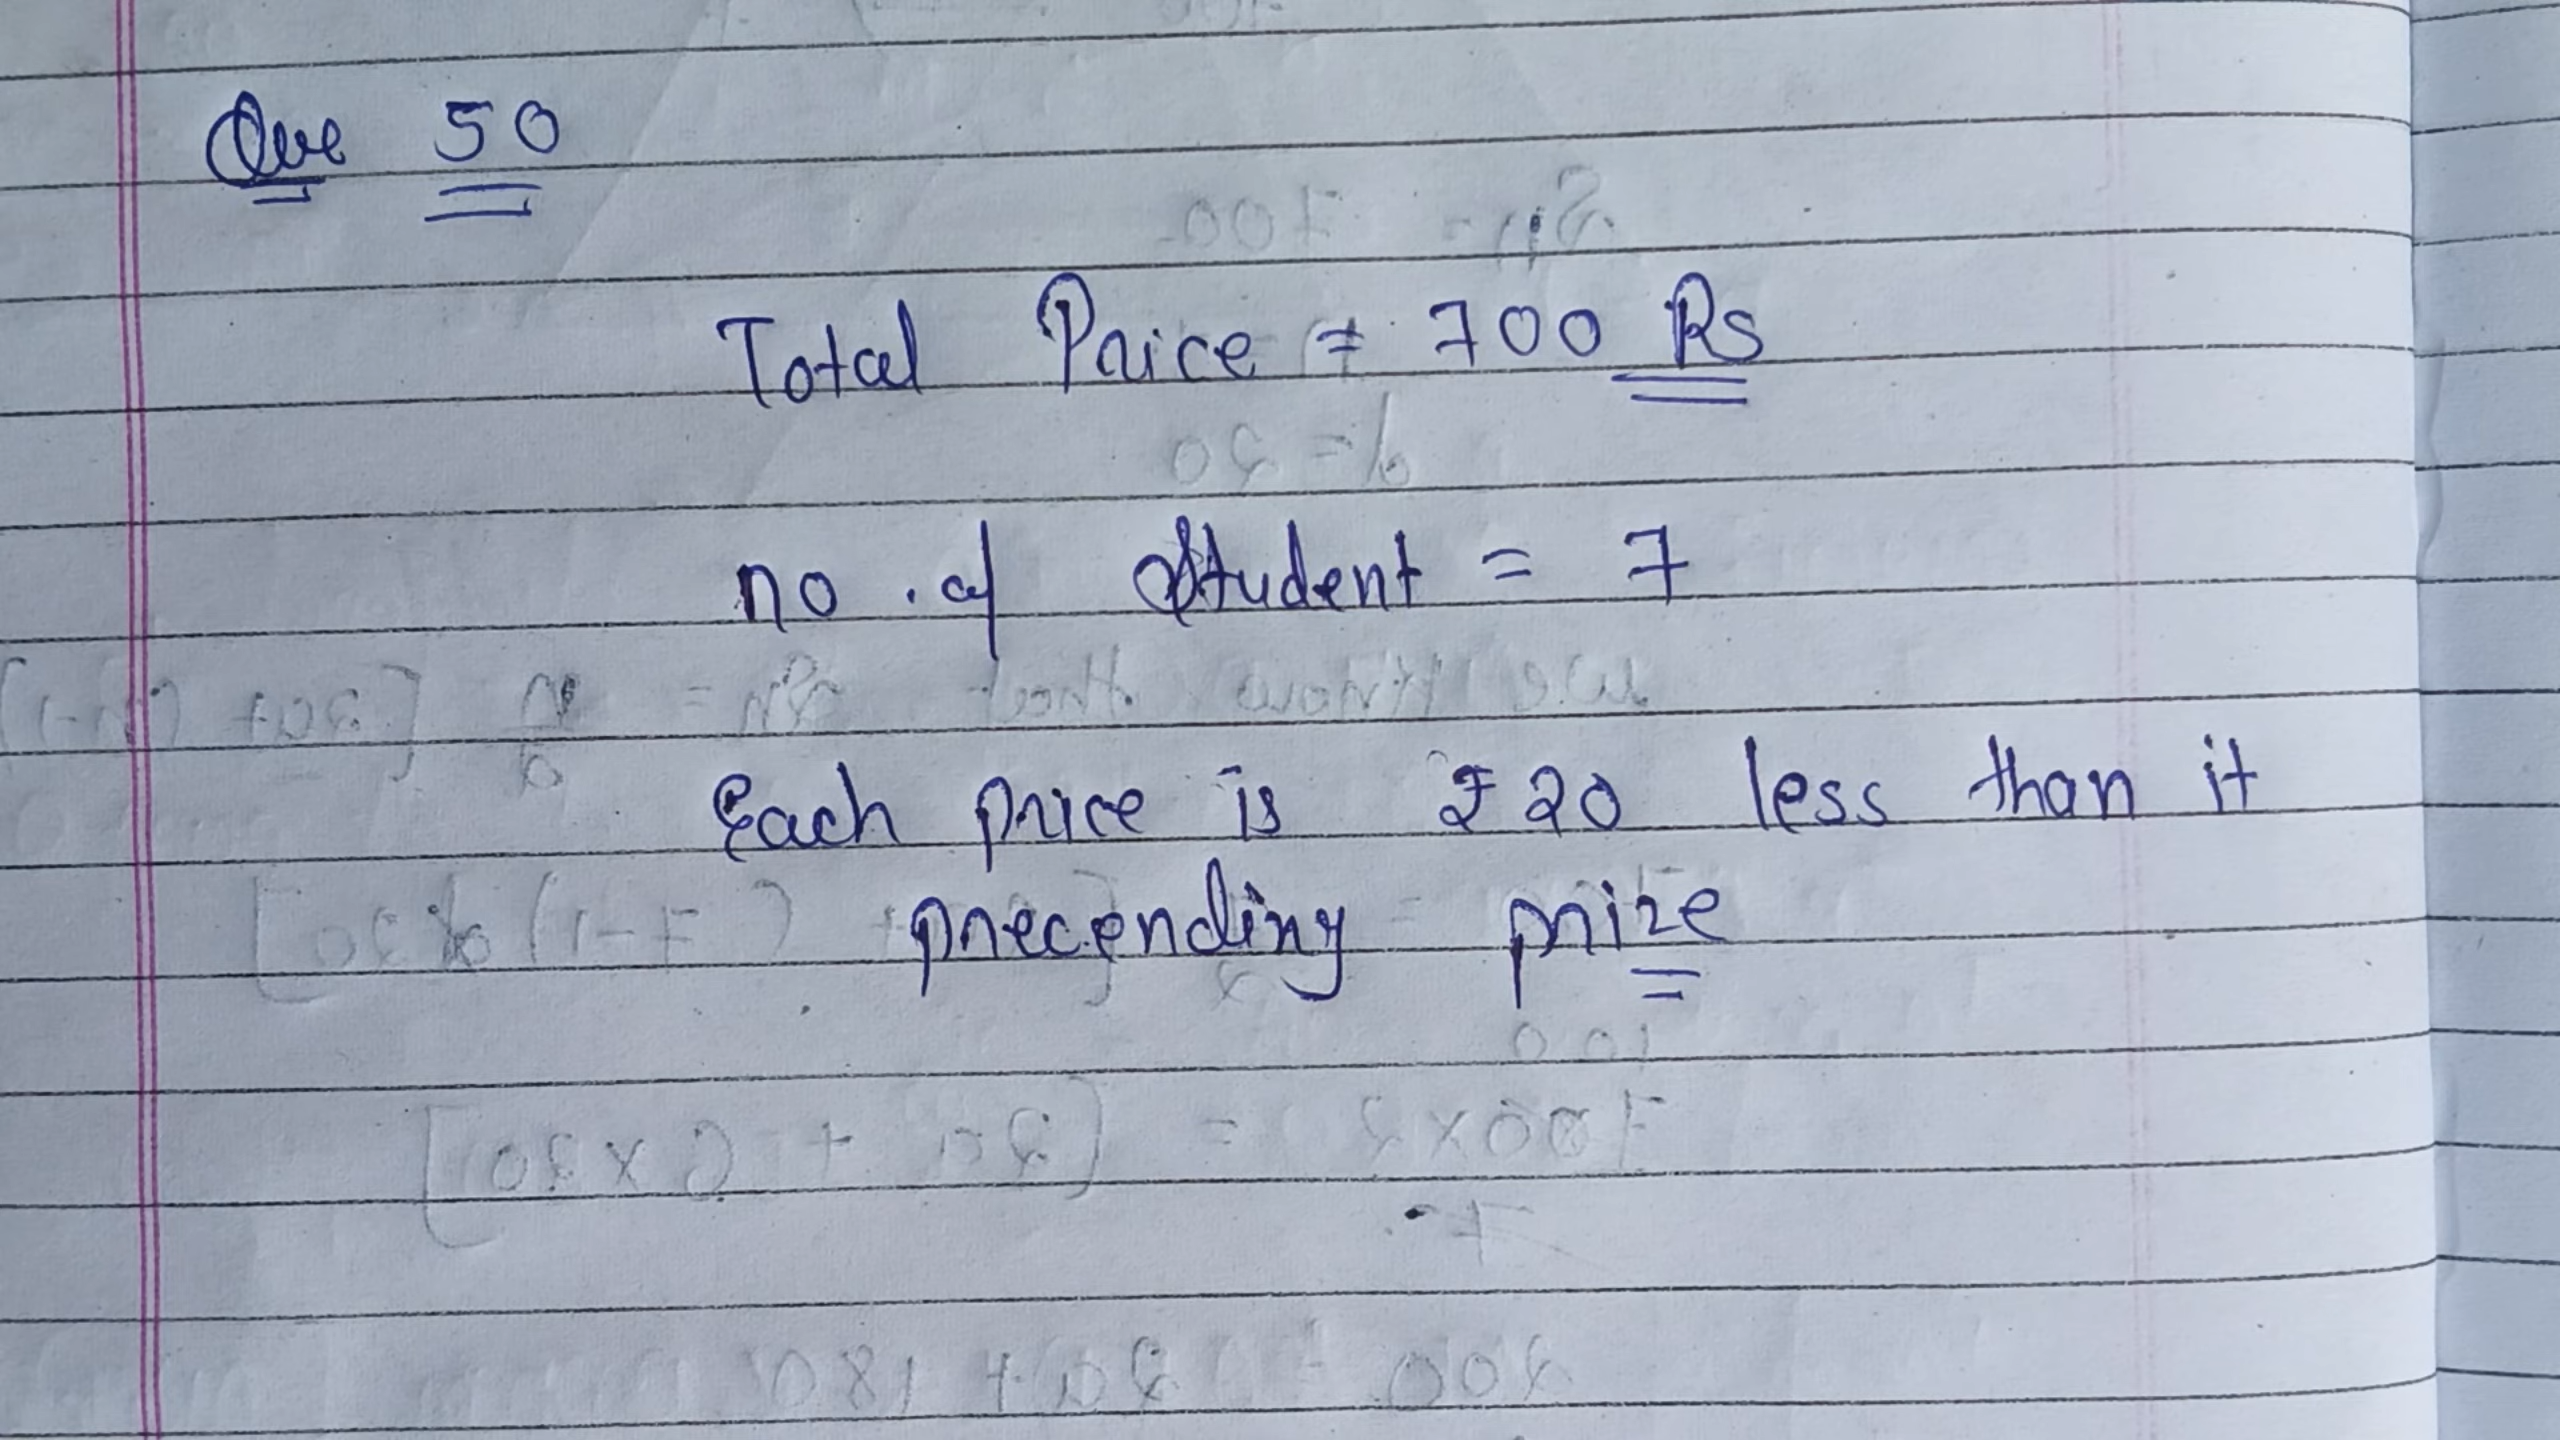 Que 50
Total Price = 700 Rs
no. of Student = 7
Each price is ₹20 less than it
precending prize